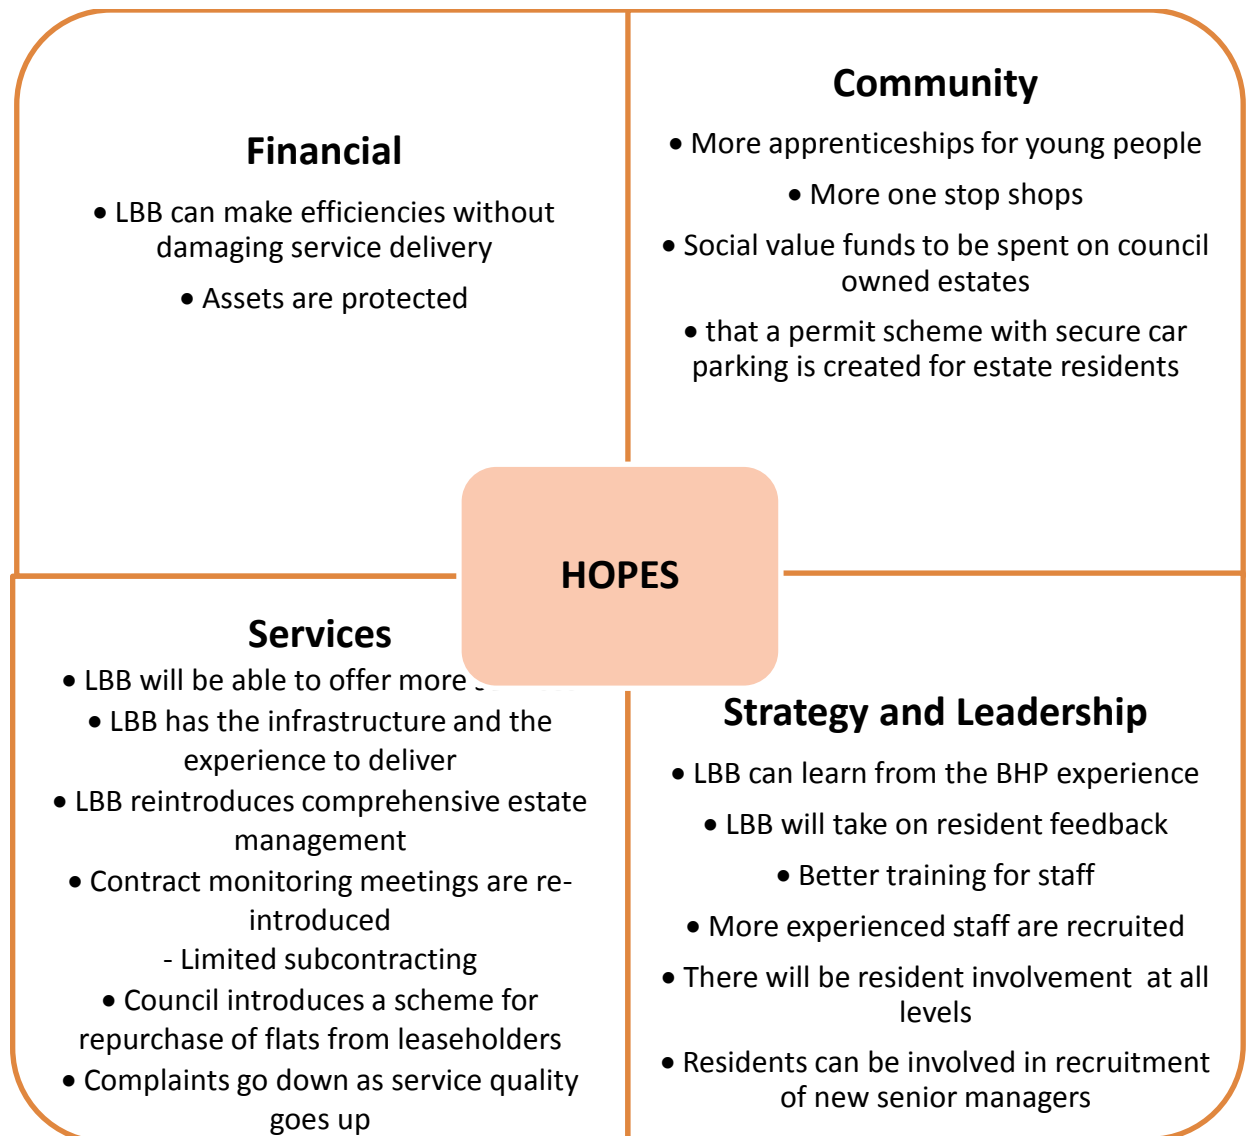 Financial
• LBB can make efficiencies without
damaging service delivery
• Assets are protected
Community
• More apprenticeships for young people
• More one stop shops
• Social value funds to be spent on council
owned estates
• that a permit scheme with secure car
parking is created for estate residents
HOPES
Services
• LBB will be able to offer more
• LBB has the infrastructure and the
experience to deliver
• LBB reintroduces comprehensive estate
management
• Contract monitoring meetings are re-
introduced
- Limited subcontracting
• Council introduces a scheme for
repurchase of flats from leaseholders
• Complaints go down as service quality
goes up
Strategy and Leadership
• LBB can learn from the BHP experience
• LBB will take on resident feedback
• Better training for staff
• More experienced staff are recruited
• There will be resident involvement at all
levels
• Residents can be involved in recruitment
of new senior managers